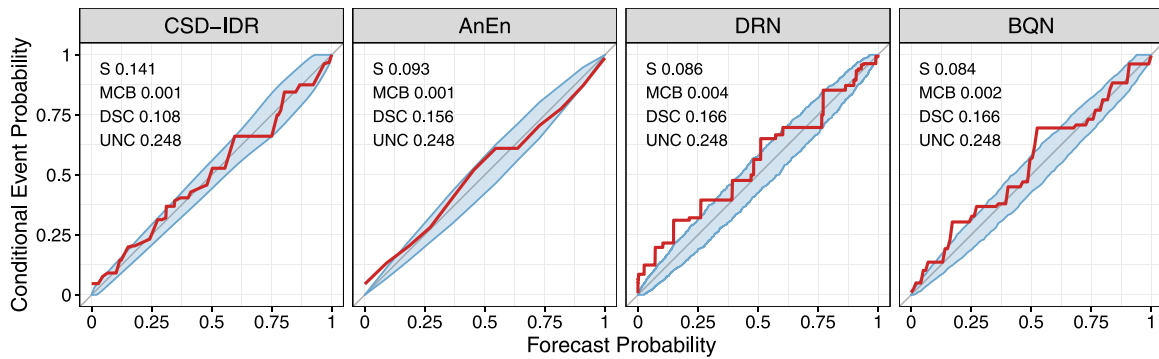 CSD−IDR
AnEn
DRN
BQN
Conditional Event Probability
1
0.75
0.50
0.25
0
S 0.141
MCB 0.001
DSC 0.108
UNC 0.248
S 0.093
MCB 0.001
DSC 0.156
UNC 0.248
S 0.086
MCB 0.004
DSC 0.166
UNC 0.248
S 0.084
MCB 0.002
DSC 0.166
UNC 0.248
0 0.25 0.5 0.75 1
0 0.25 0.5 0.75 1
0 0.25 0.5 0.75 1
0 0.25 0.5 0.75 1
Forecast Probability